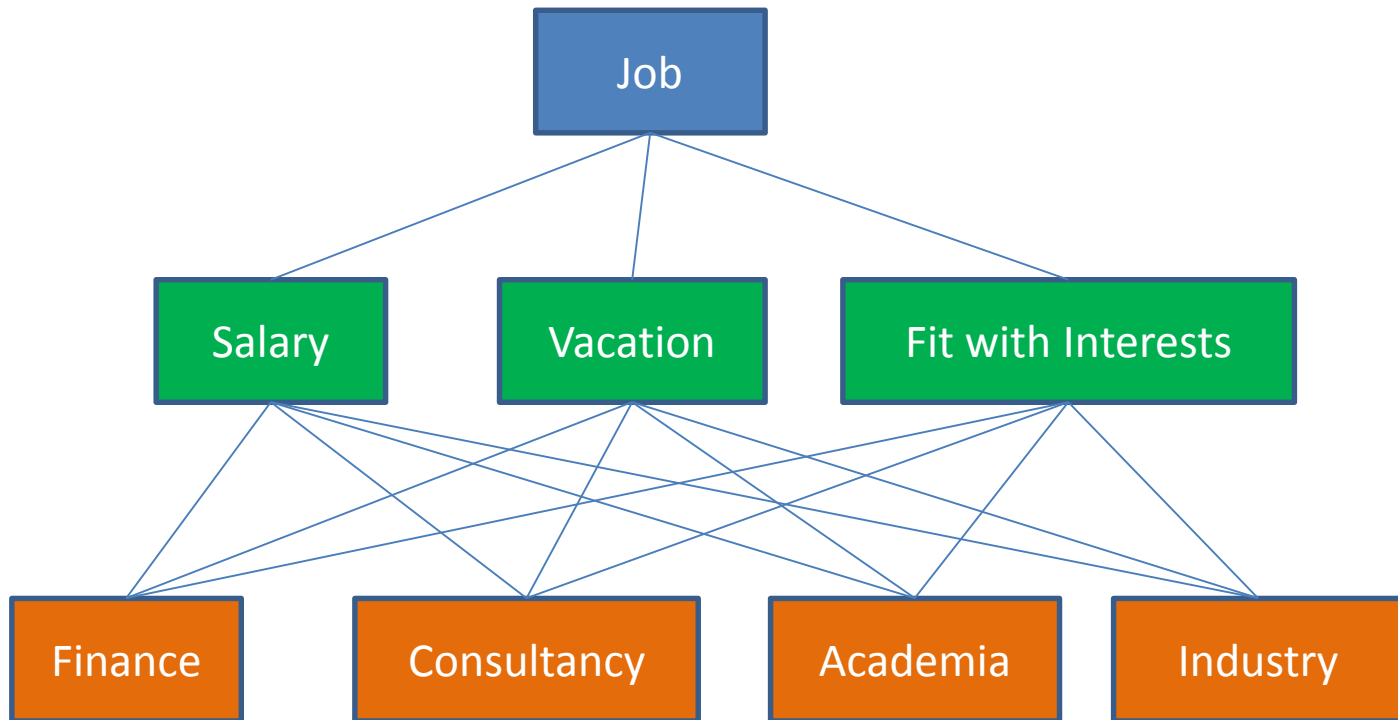 Job
Salary
Vacation
Fit with Interests
Finance
Consultancy
Academia
Industry